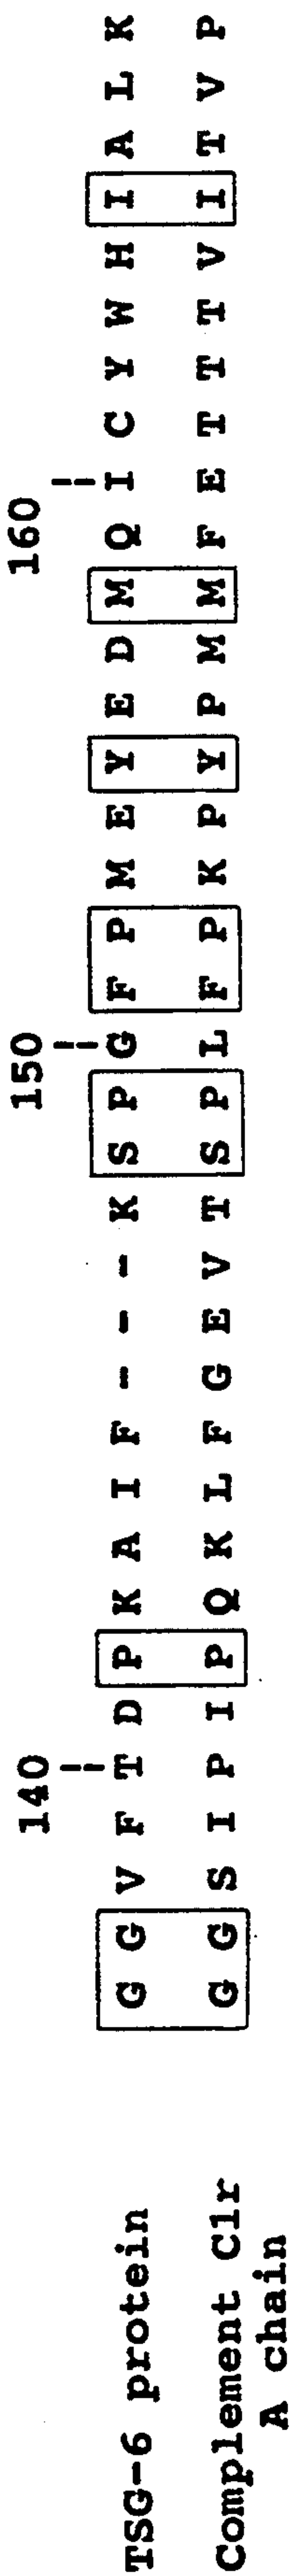 140 150 160
TSG-6 protein G G V F T D P K A I F - - - K S P G F P M E Y E D M Q I C Y W H I A L K
Complement C1r G G S I P I P Q K L F G E V T S P L F P K P Y P M M F E T T T V I T V P
A chain